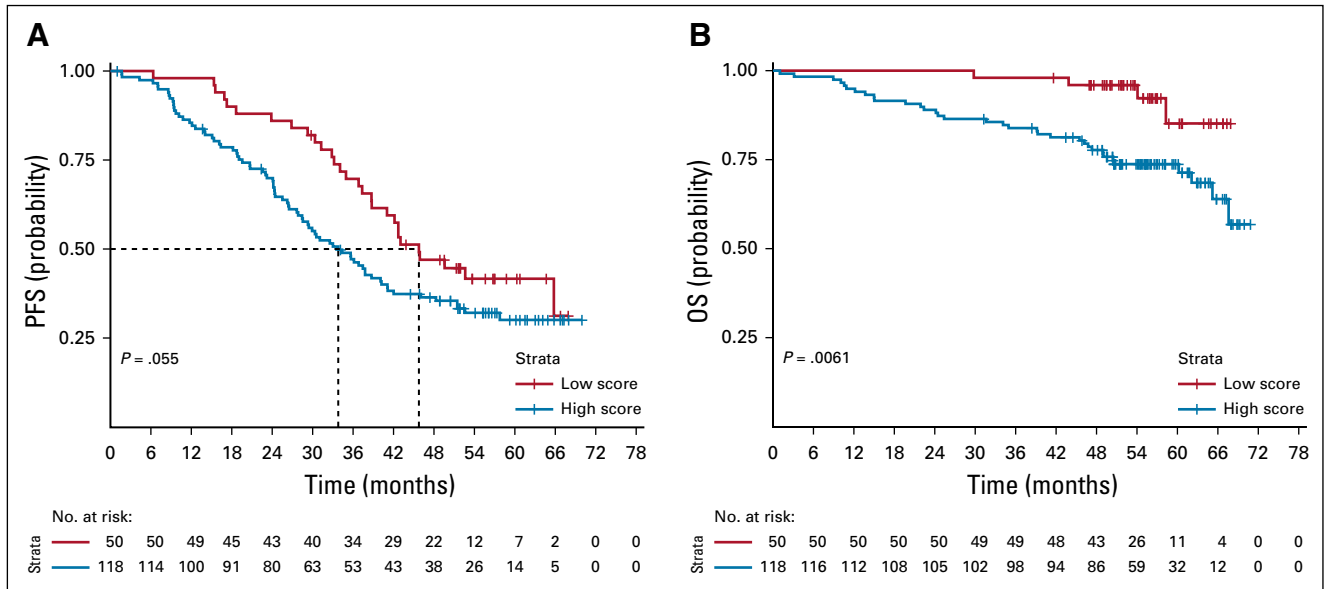 A
PFS (probability)
1.00
0.75
0.50
0.25
P = .055
Strata
Low score
High score
0 6 12 18 24 30 36 42 48 54 60 66 72 78
Time (months)
No. at risk:
Strata
50 50 49 45 43 40 34 29 22 12 7 2 0 0
118 114 100 91 80 63 53 43 38 26 14 5 0 0
B
OS (probability)
1.00
0.75
0.50
0.25
P = .0061
Strata
Low score
High score
0 6 12 18 24 30 36 42 48 54 60 66 72 78
Time (months)
No. at risk:
Strata
50 50 50 50 50 49 49 48 43 26 11 4 0 0
118 116 112 108 105 102 98 94 86 59 32 12 0 0